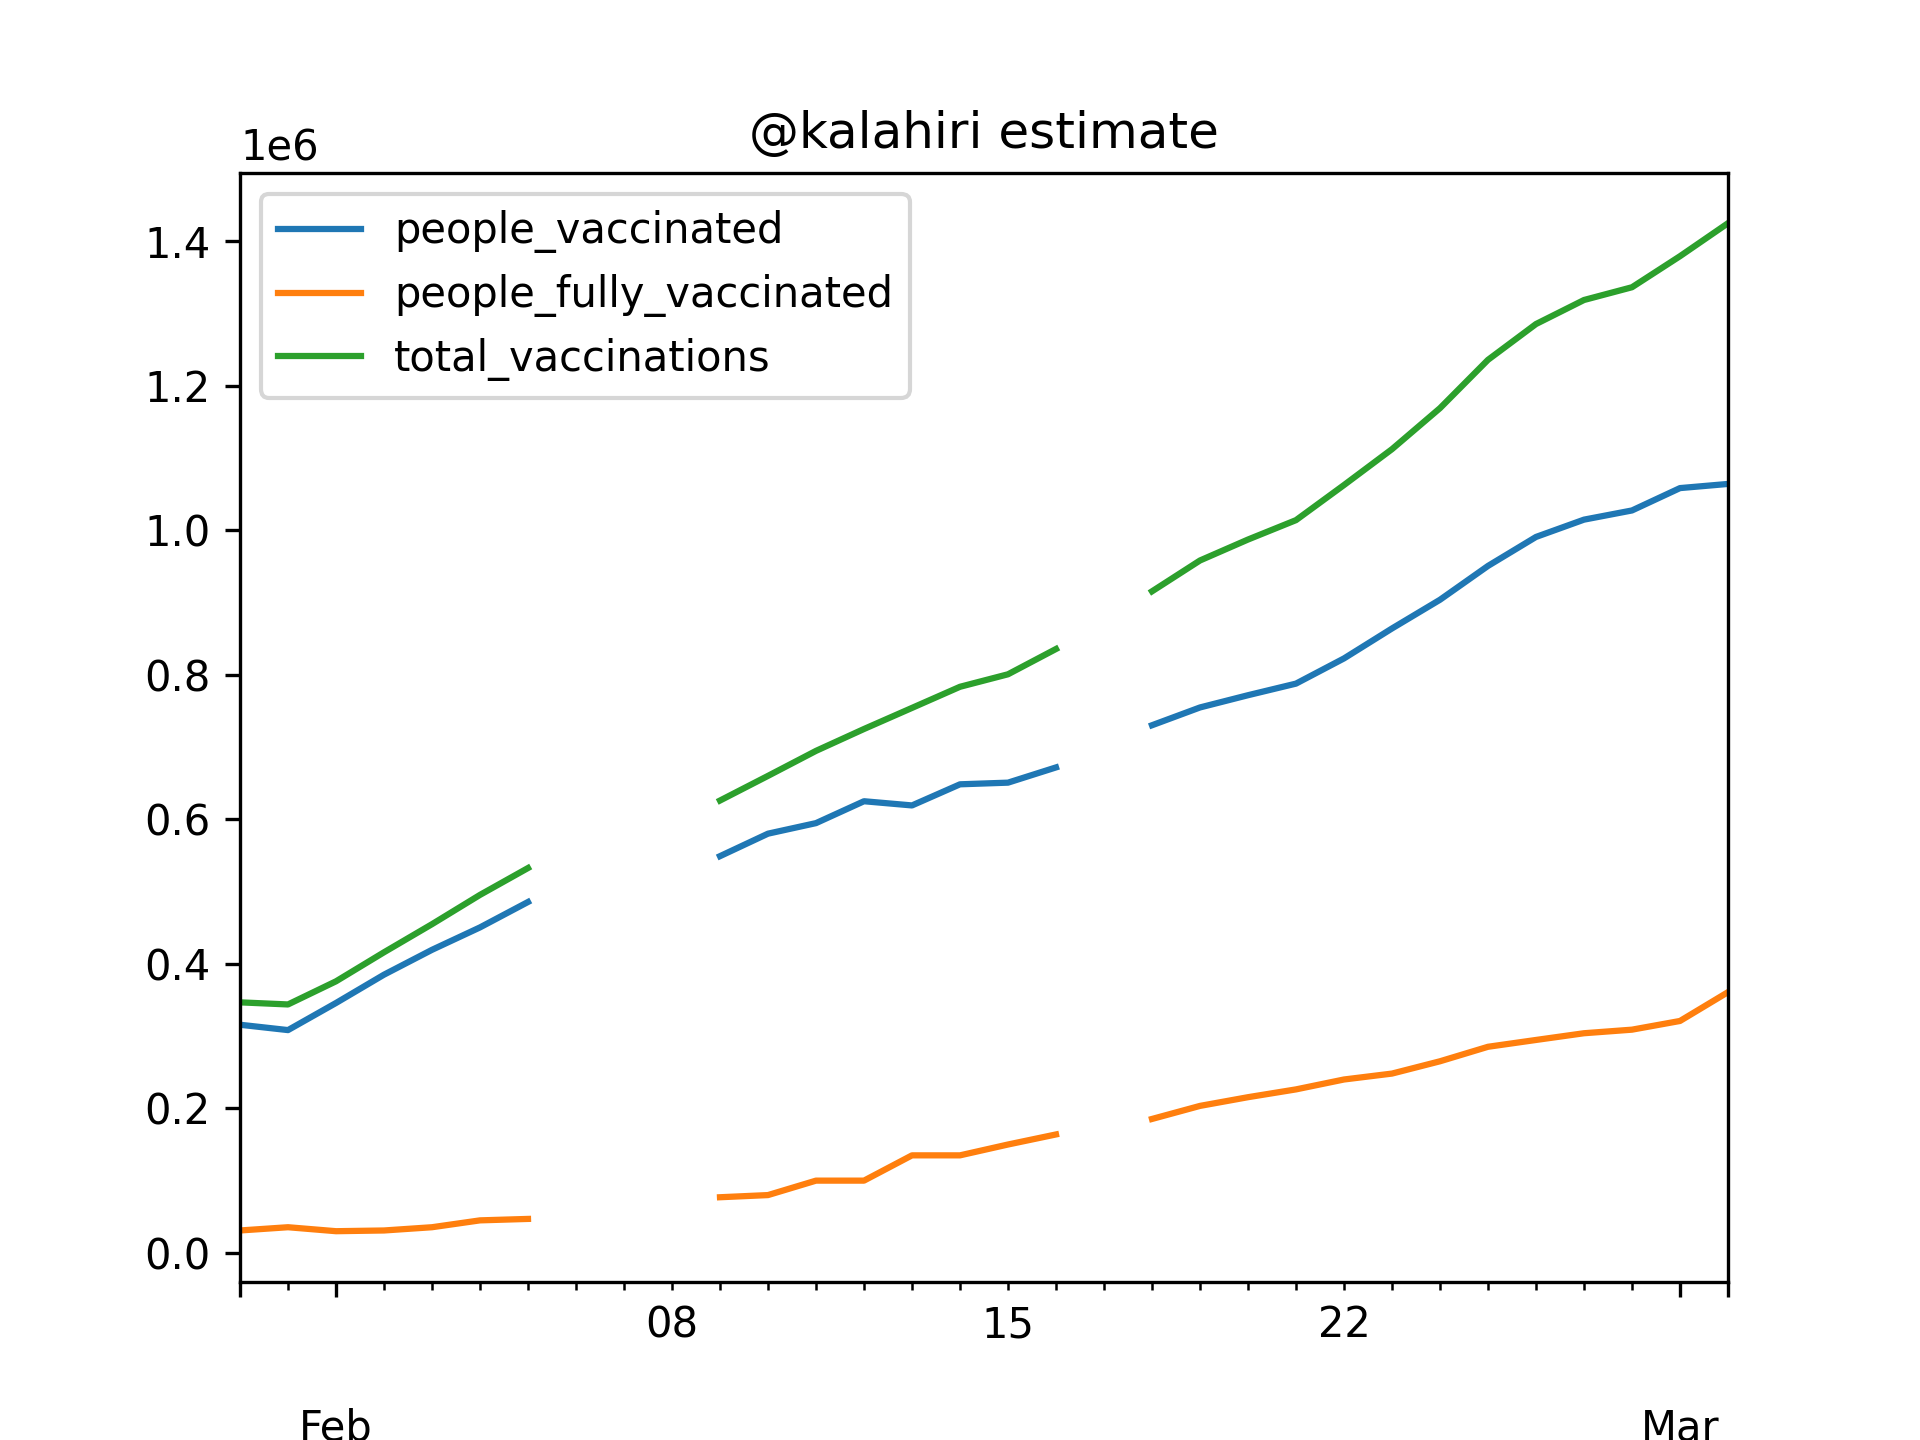 @kalahiri estimate
1e6
people_vaccinated
people_fully_vaccinated
total_vaccinations
1.4
1.2
1.0
0.8
0.6
0.4
0.2
0.0
08 15 22
Feb Mar